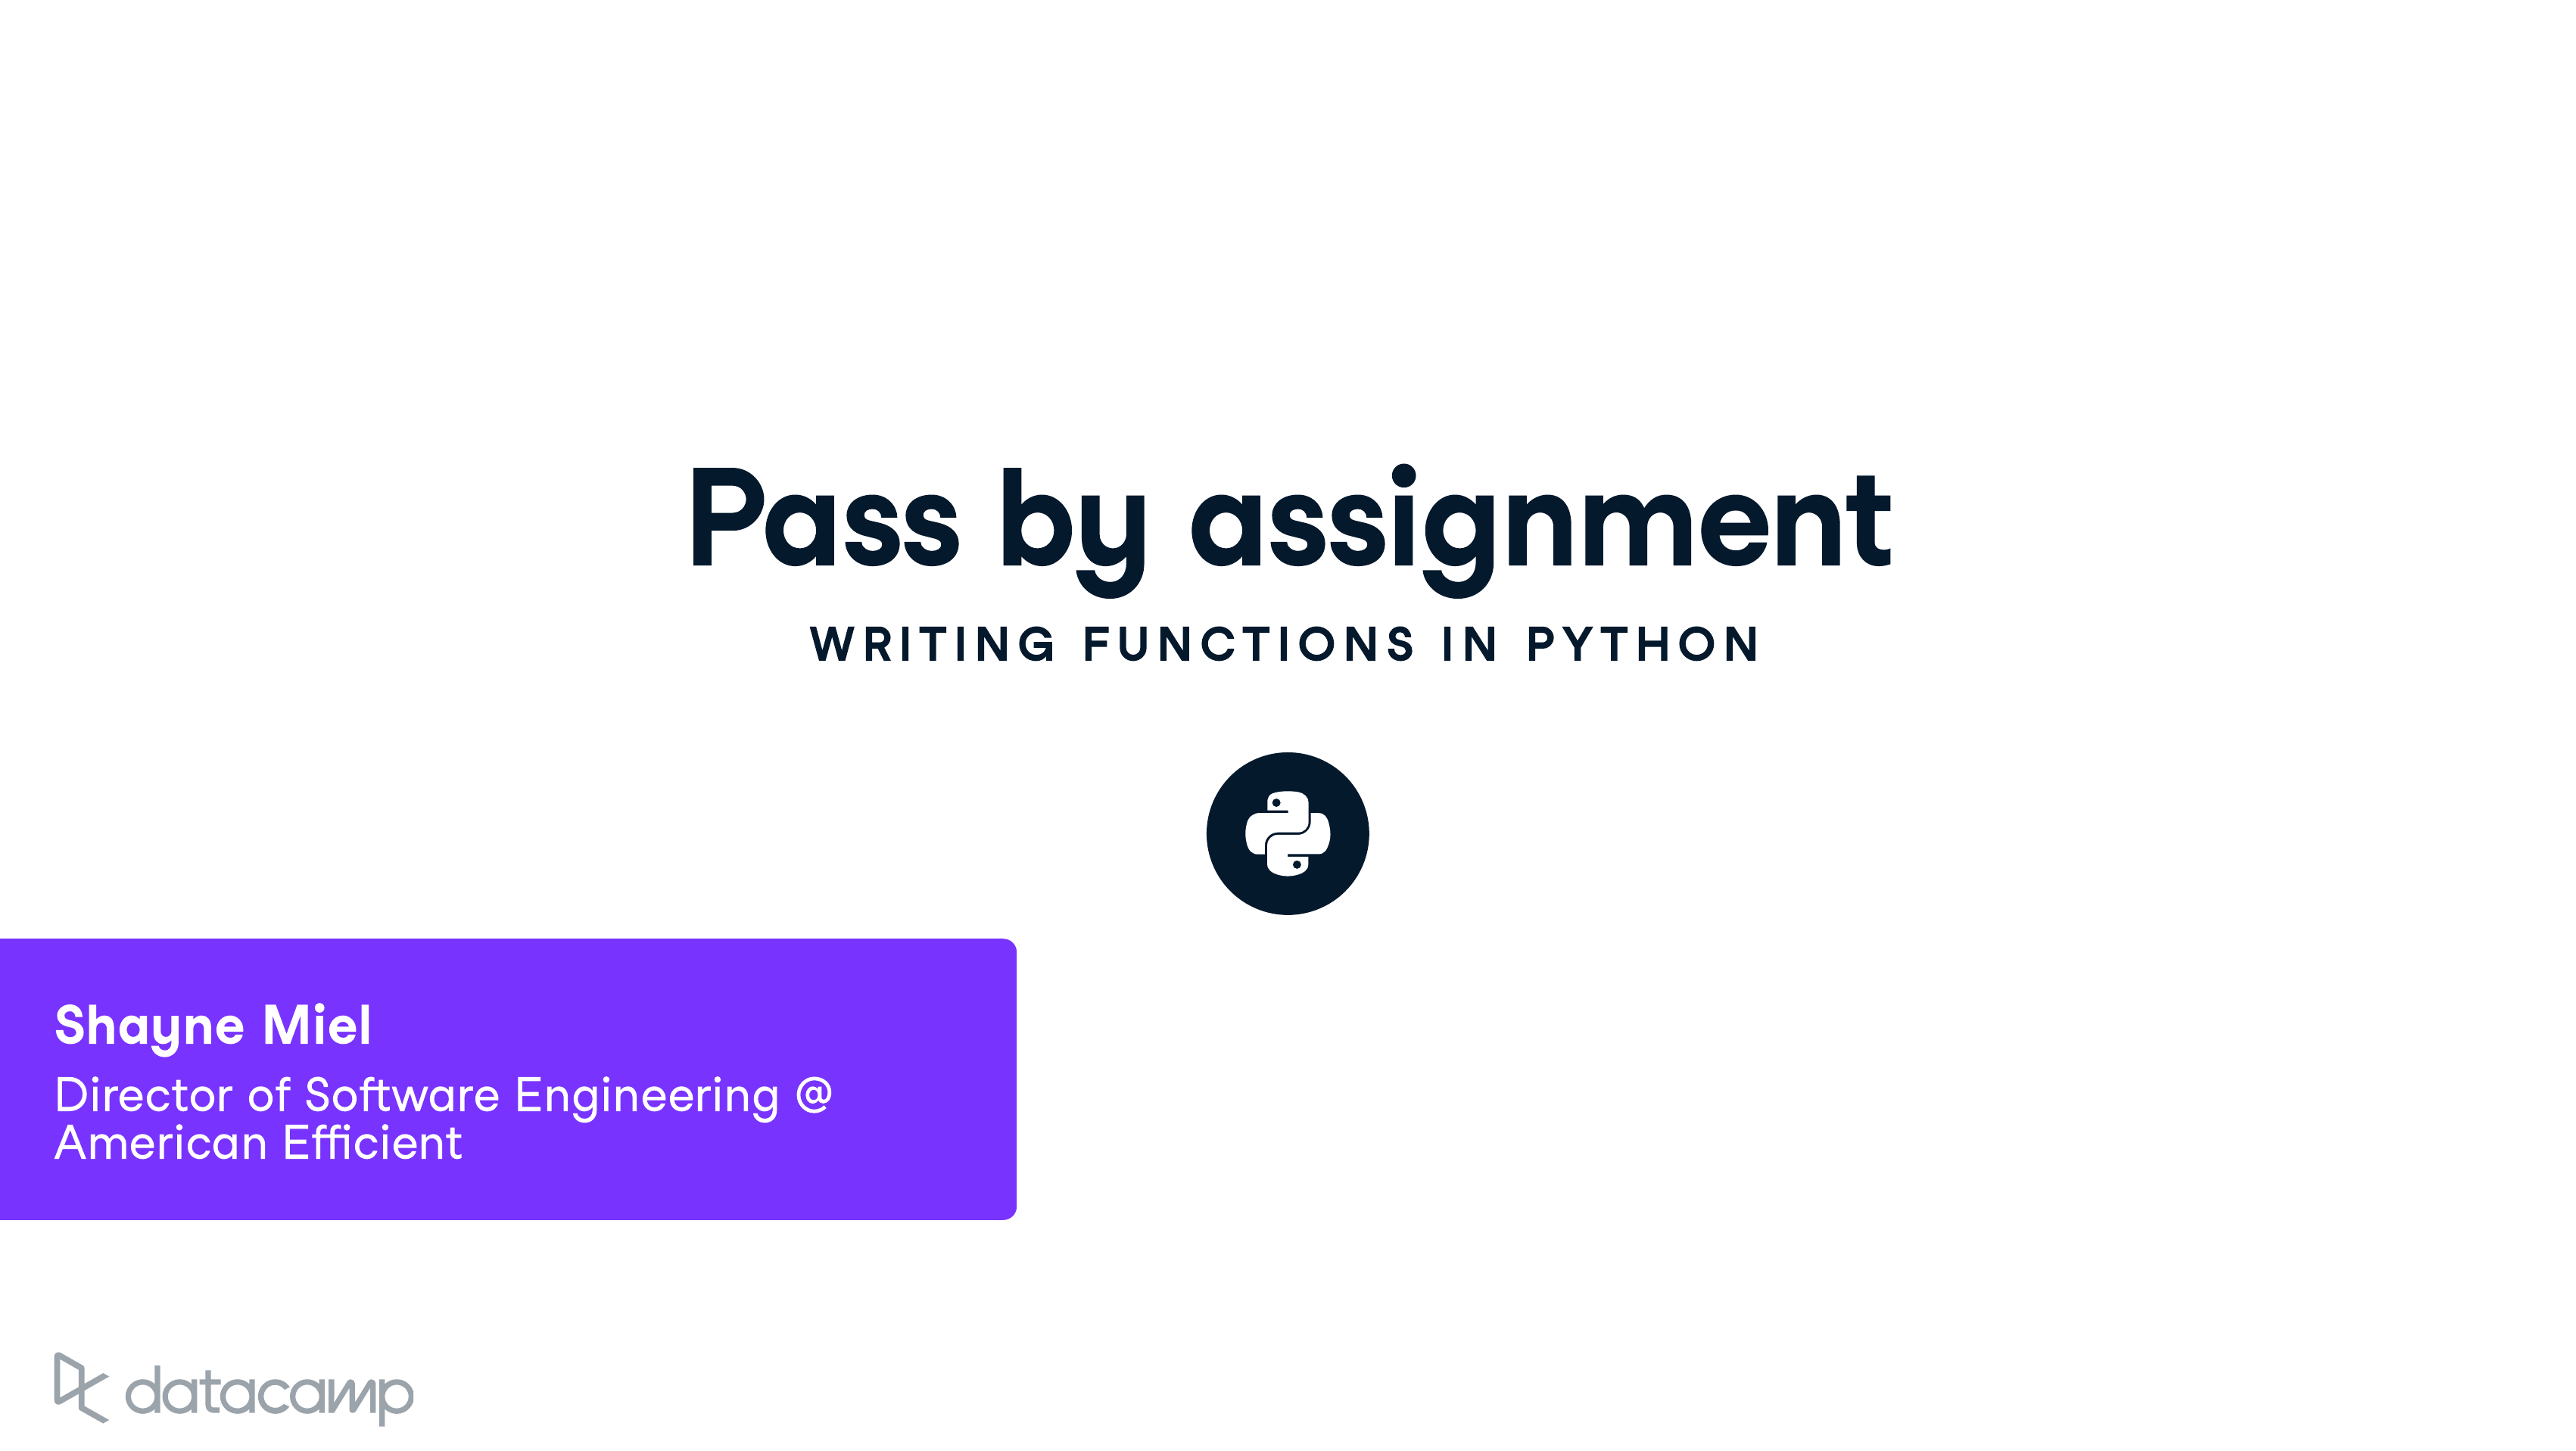 Pass by assignment
WRITING FUNCTIONS IN PYTHON
Shayne Miel
Director of Software Engineering @
American Efficient
datacamp